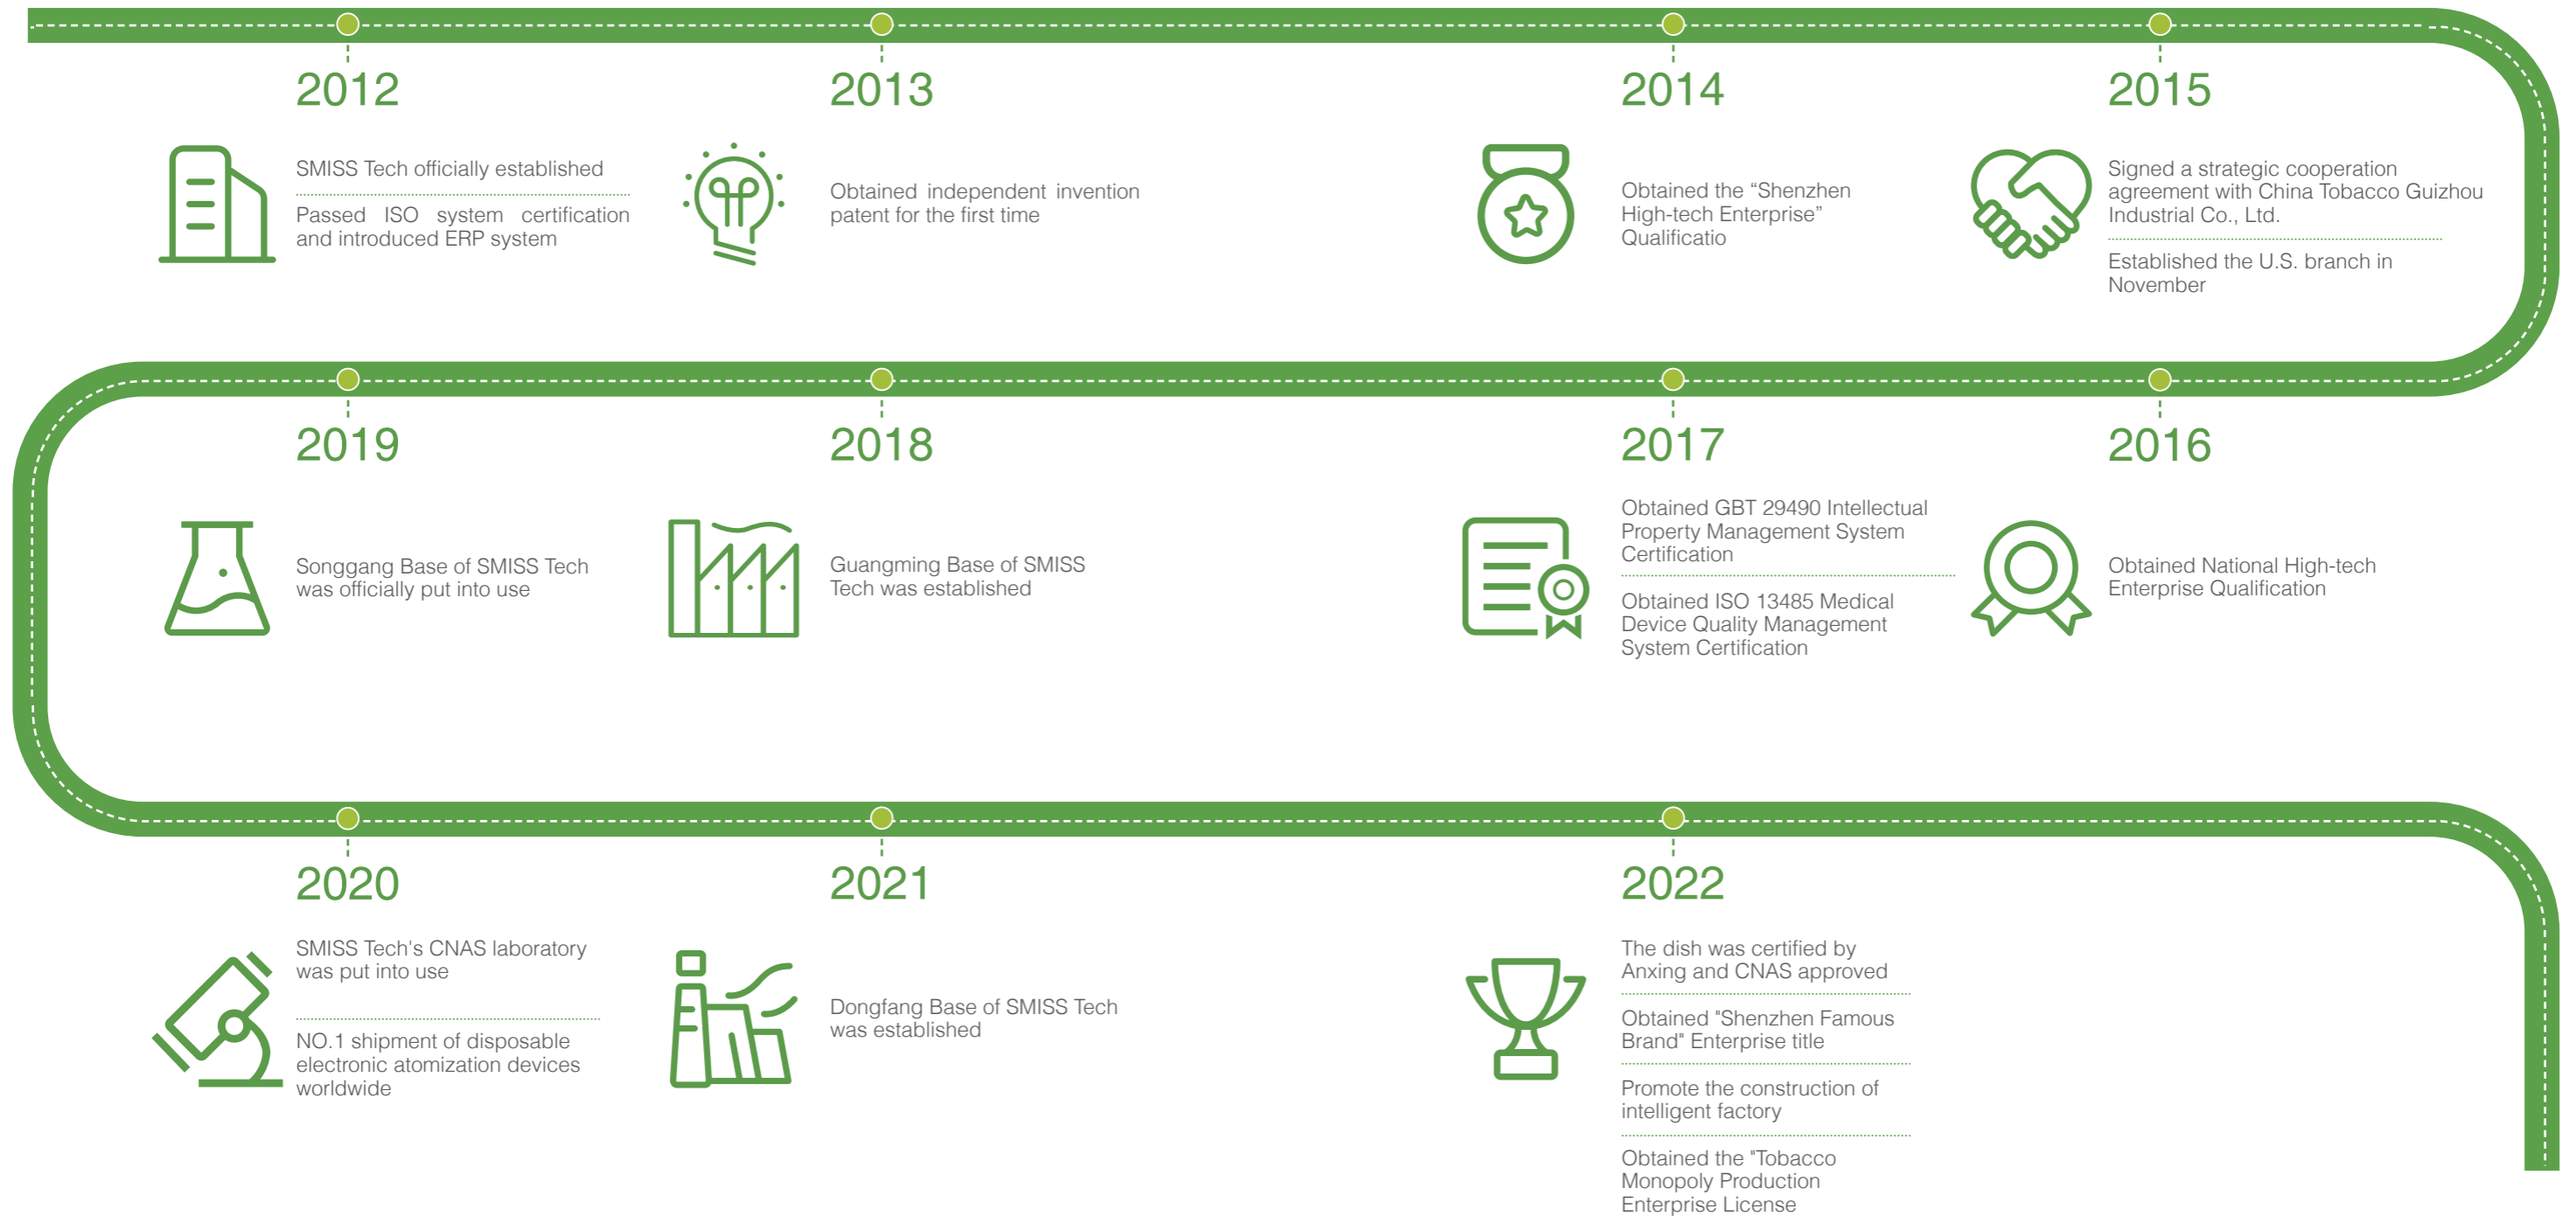 2012
SMISS Tech officially established
Passed ISO system certification
and introduced ERP system
2013
Obtained independent invention
patent for the first time
2014
Obtained the “Shenzhen
High-tech Enterprise”
Qualificatio
2015
Signed a strategic cooperation
agreement with China Tobacco Guizhou
Industrial Co., Ltd.
Established the U.S. branch in
November
2016
Obtained National High-tech
Enterprise Qualification
2017
Obtained GBT 29490 Intellectual
Property Management System
Certification
Obtained ISO 13485 Medical
Device Quality Management
System Certification
2018
Guangming Base of SMISS
Tech was established
2019
Songgang Base of SMISS Tech
was officially put into use
2020
SMISS Tech's CNAS laboratory
was put into use
NO.1 shipment of disposable
electronic atomization devices
worldwide
2021
Dongfang Base of SMISS Tech
was established
2022
The dish was certified by
Anxing and CNAS approved
Obtained "Shenzhen Famous
Brand" Enterprise title
Promote the construction of
intelligent factory
Obtained the "Tobacco
Monopoly Production
Enterprise License